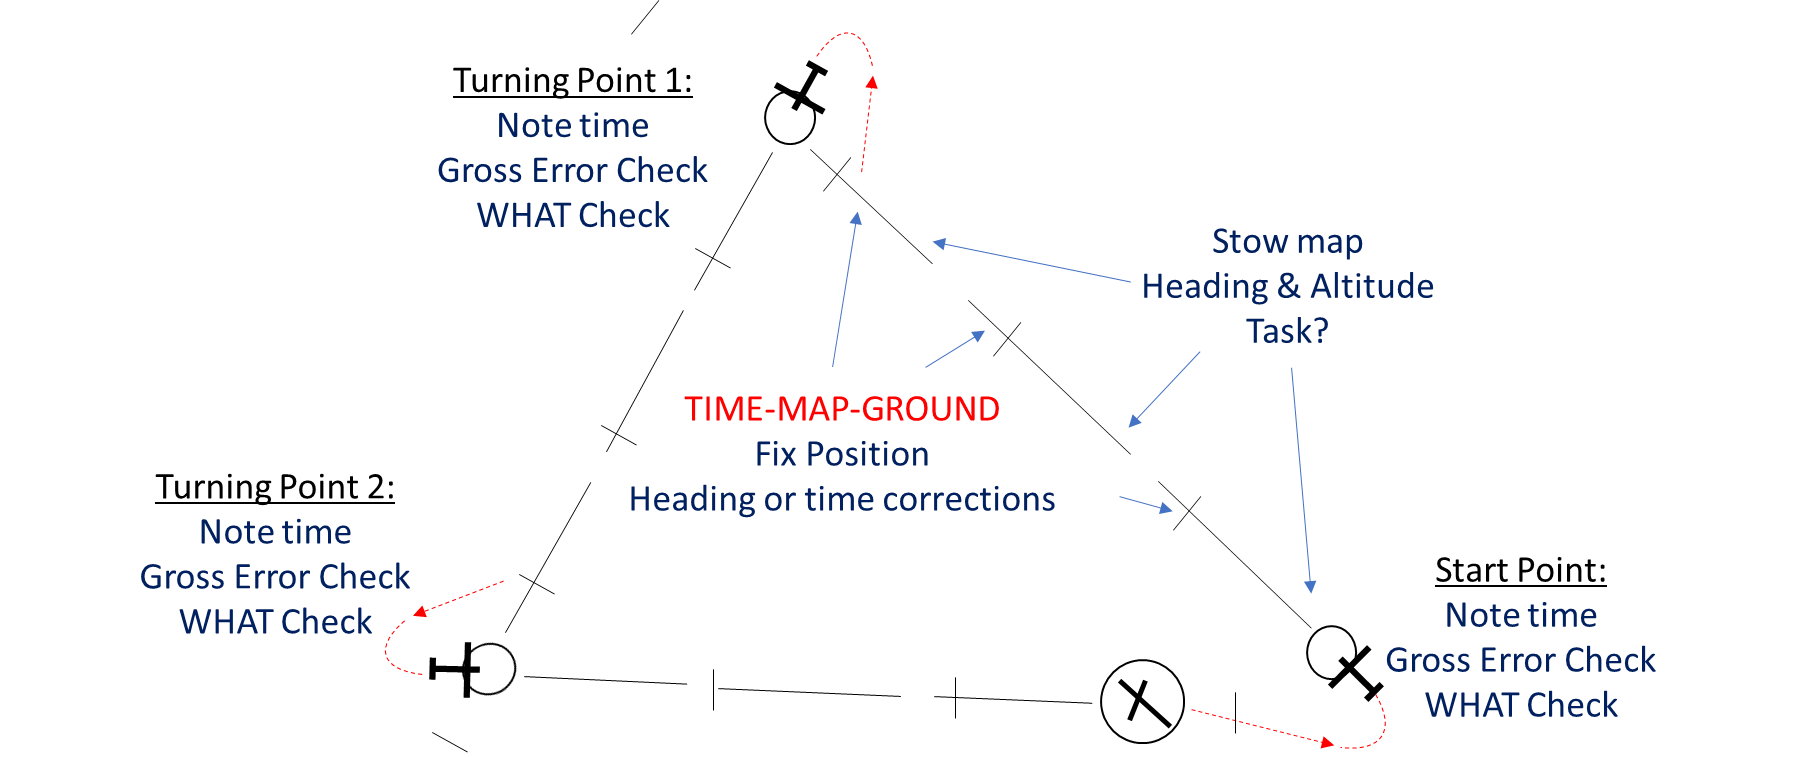 Turning Point 1:
Note time
Gross Error Check
WHAT Check
Stow map
Heading & Altitude
Task?
TIME-MAP-GROUND
Fix Position
Heading or time corrections
Turning Point 2:
Note time
Gross Error Check
WHAT Check
Start Point:
Note time
Gross Error Check
WHAT Check